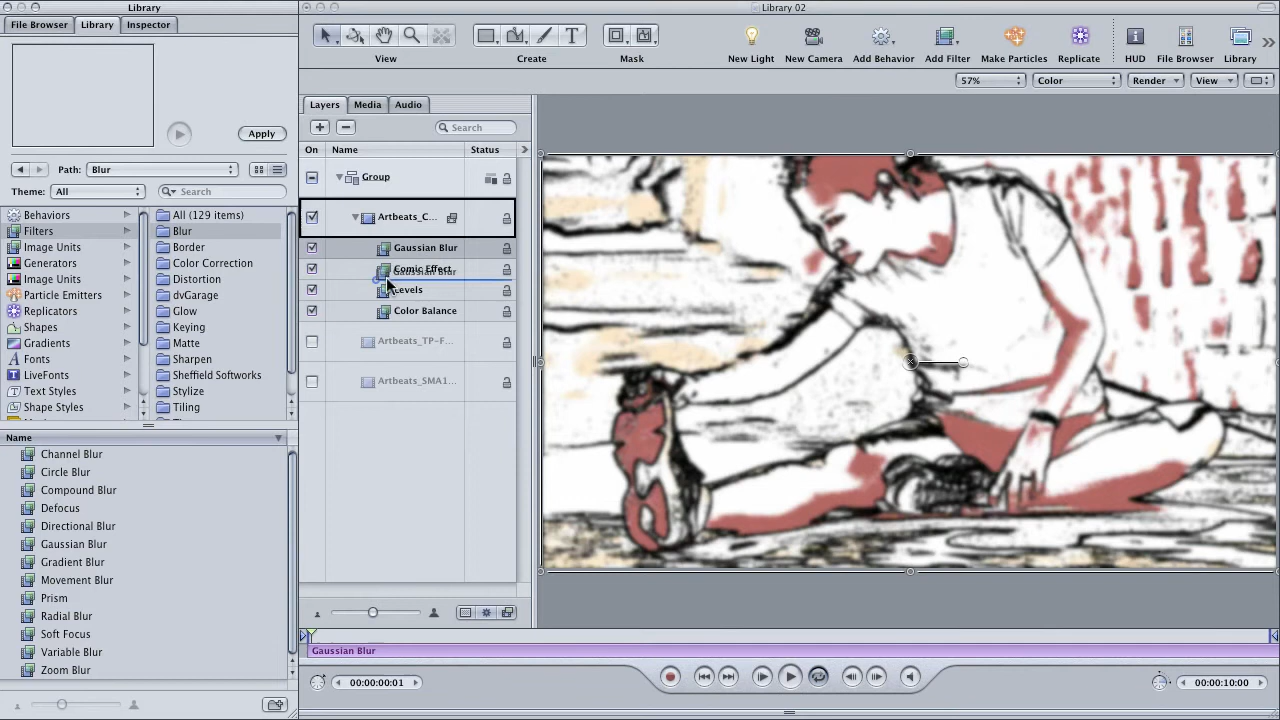 Library
Library 02
File Browser
Library
Inspector
Apply
Path: Blur
Theme: All
Search
Behaviors
Filters
Image Units
Generators
Image Units
Particle Emitters
Replicators
Shapes
Gradients
Fonts
LiveFonts
Text Styles
Shape Styles
All (129 items)
Blur
Border
Color Correction
Distortion
dvGarage
Glow
Keying
Matte
Sharpen
Sheffield Softworks
Stylize
Tiling
Name
Channel Blur
Circle Blur
Compound Blur
Defocus
Directional Blur
Gaussian Blur
Gradient Blur
Movement Blur
Prism
Radial Blur
Soft Focus
Variable Blur
Zoom Blur
View
T
Create
Mask
New Light
New Camera
Add Behavior
Add Filter
Make Particles
Replicate
HUD
File Browser
Library
57%
Color
Render
View
Layers
Media
Audio
Search
On
Name
Status
Group
Artbeats_C...
Gaussian Blur
Comic Effect
Gaussian Blur
Levels
Color Balance
Artbeats_TP-F...
Artbeats_SMA1...
Gaussian Blur
00:00:00:01
00:00:10:00